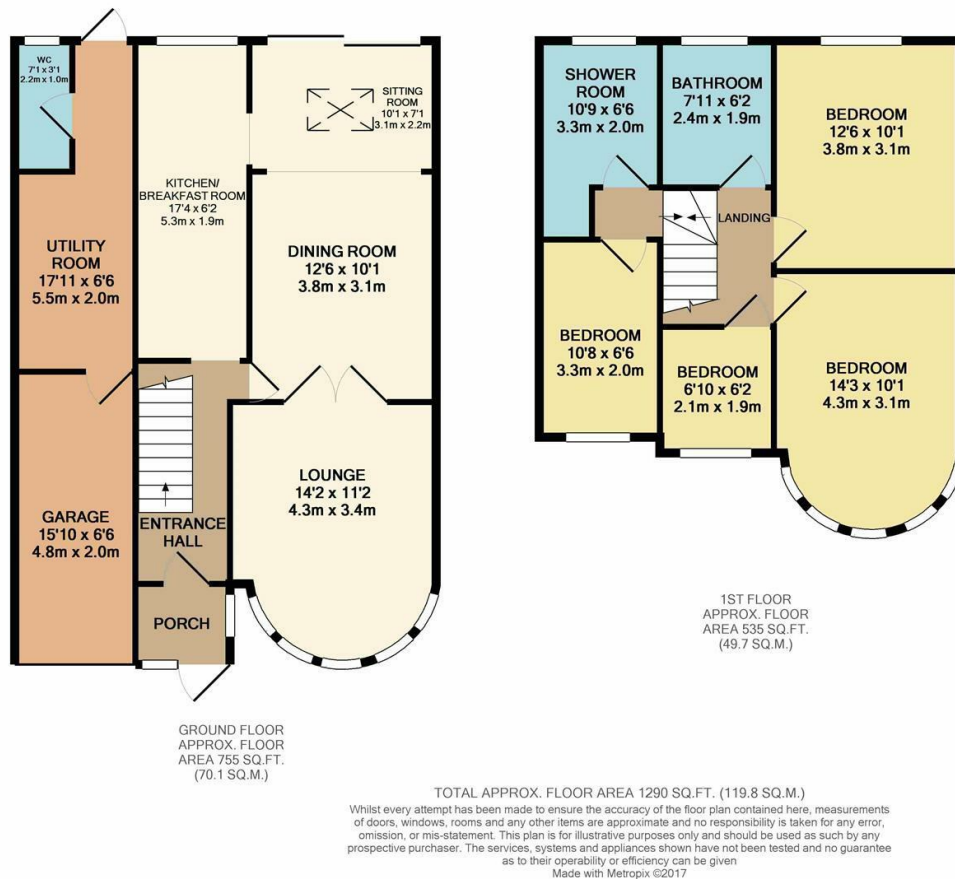 WC
7'1 x 3'1
2.2m x 1.0m
SITTING
ROOM
10'1 x 7'1
3.1m x 2.2m
KITCHEN/
BREAKFAST ROOM
17'4 x 6'2
5.3m x 1.9m
UTILITY
ROOM
17'11 x 6'6
5.5m x 2.0m
DINING ROOM
12'6 x 10'1
3.8m x 3.1m
LOUNGE
14'2 x 11'2
4.3m x 3.4m
GARAGE
15'10 x 6'6
4.8m x 2.0m
ENTRANCE
HALL
PORCH
GROUND FLOOR
APPROX. FLOOR
AREA 755 SQ.FT.
(70.1 SQ.M.)
SHOWER
ROOM
10'9 x 6'6
3.3m x 2.0m
BATHROOM
7'11 x 6'2
2.4m x 1.9m
BEDROOM
12'6 x 10'1
3.8m x 3.1m
LANDING
BEDROOM
10'8 x 6'6
3.3m x 2.0m
BEDROOM
6'10 x 6'2
2.1m x 1.9m
BEDROOM
14'3 x 10'1
4.3m x 3.1m
1ST FLOOR
APPROX. FLOOR
AREA 535 SQ.FT.
(49.7 SQ.M.)
TOTAL APPROX. FLOOR AREA 1290 SQ.FT. (119.8 SQ.M.)
Whilst every attempt has been made to ensure the accuracy of the floor plan contained here, measurements
of doors, windows, rooms and any other items are approximate and no responsibility is taken for any error,
omission, or mis-statement. This plan is for illustrative purposes only and should be used as such by any
prospective purchaser. The services, systems and appliances shown have not been tested and no guarantee
as to their operability or efficiency can be given
Made with Metropix ©2017